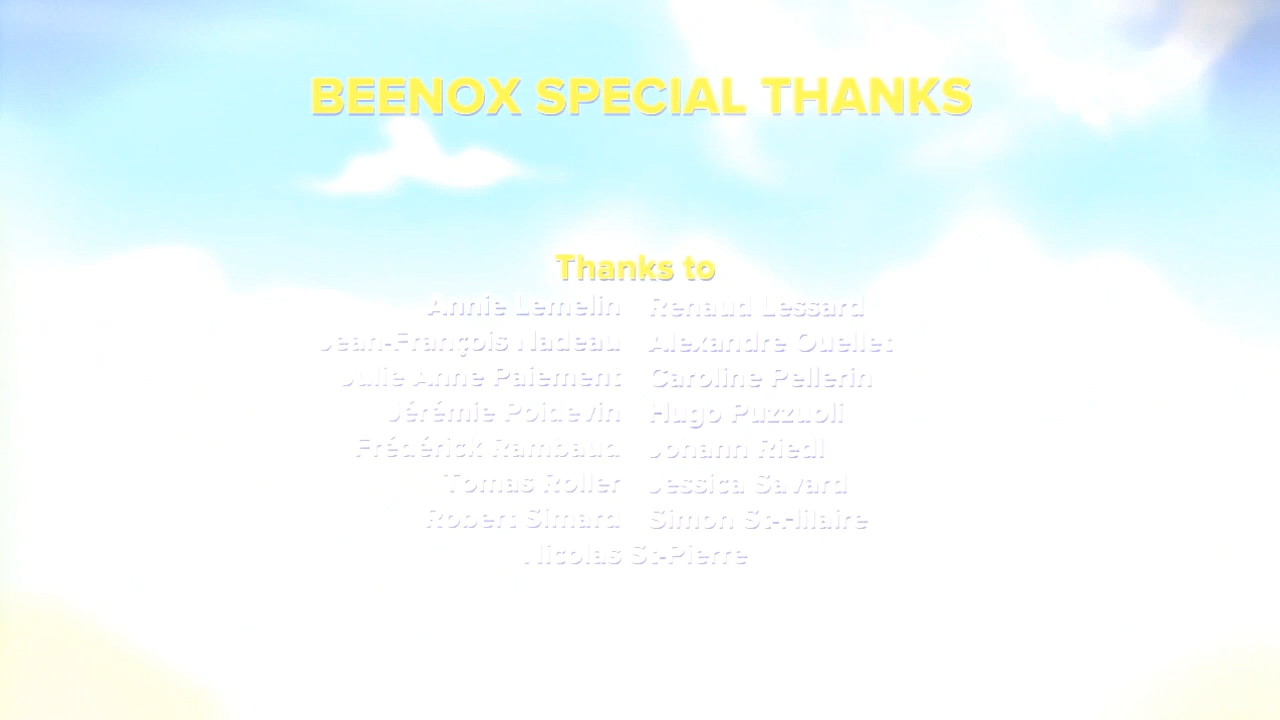 BEENOX SPECIAL THANKS
Thanks to
Annie Lemelin Renaud Lessard
Jean-François Nadeau Alexandre Ouellet
Julie Anne Paiement Caroline Pellerin
Jérémie Poidevin Hugo Puzzuoli
Frédérick Rambaud Johann Riedl
Tomas Roller Jessica Savard
Robert Simard Simon St-Hilaire
Nicolas St-Pierre